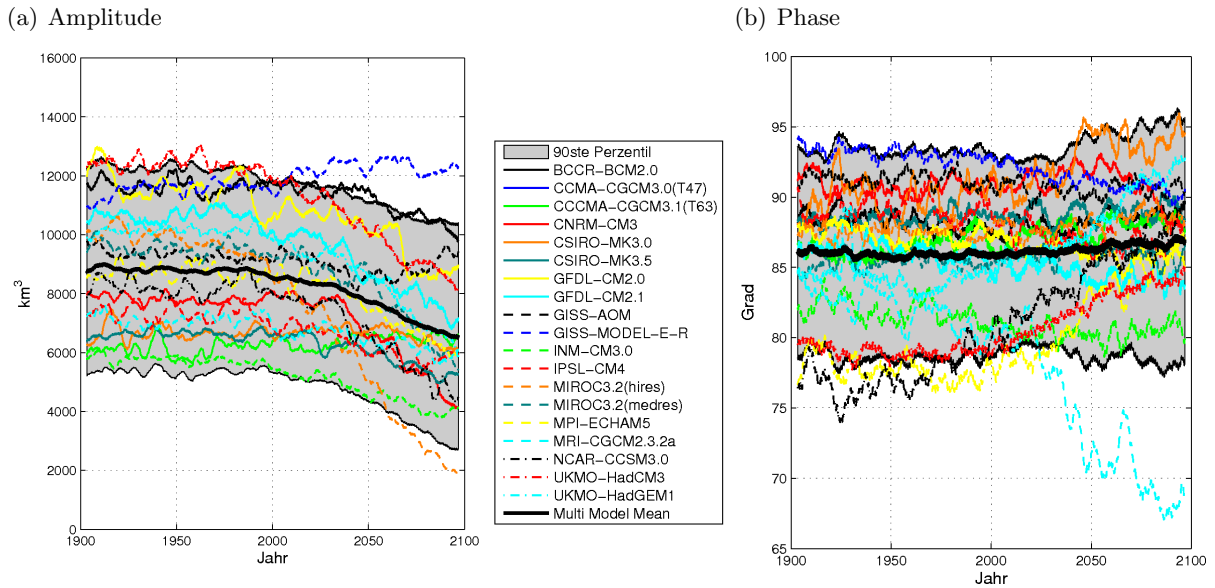 (a) Amplitude
16000
14000
12000
10000
8000
6000
4000
2000
0
km³
1900
1950
2000
2050
2100
Jahr
90ste Perzentil
BCCR−BCM2.0
CCMA−CGCM3.0(T47)
CCCMA−CGCM3.1(T63)
CNRM−CM3
CSIRO−MK3.0
CSIRO−MK3.5
GFDL−CM2.0
GFDL−CM2.1
GISS−AOM
GISS−MODEL−E−R
INM−CM3.0
IPSL−CM4
MIROC3.2(hires)
MIROC3.2(medres)
MPI−ECHAM5
MRI−CGCM2.3.2a
NCAR−CCSM3.0
UKMO−HadCM3
UKMO−HadGEM1
Multi Model Mean
(b) Phase
100
95
90
85
80
75
70
65
Grad
1900
1950
2000
2050
2100
Jahr